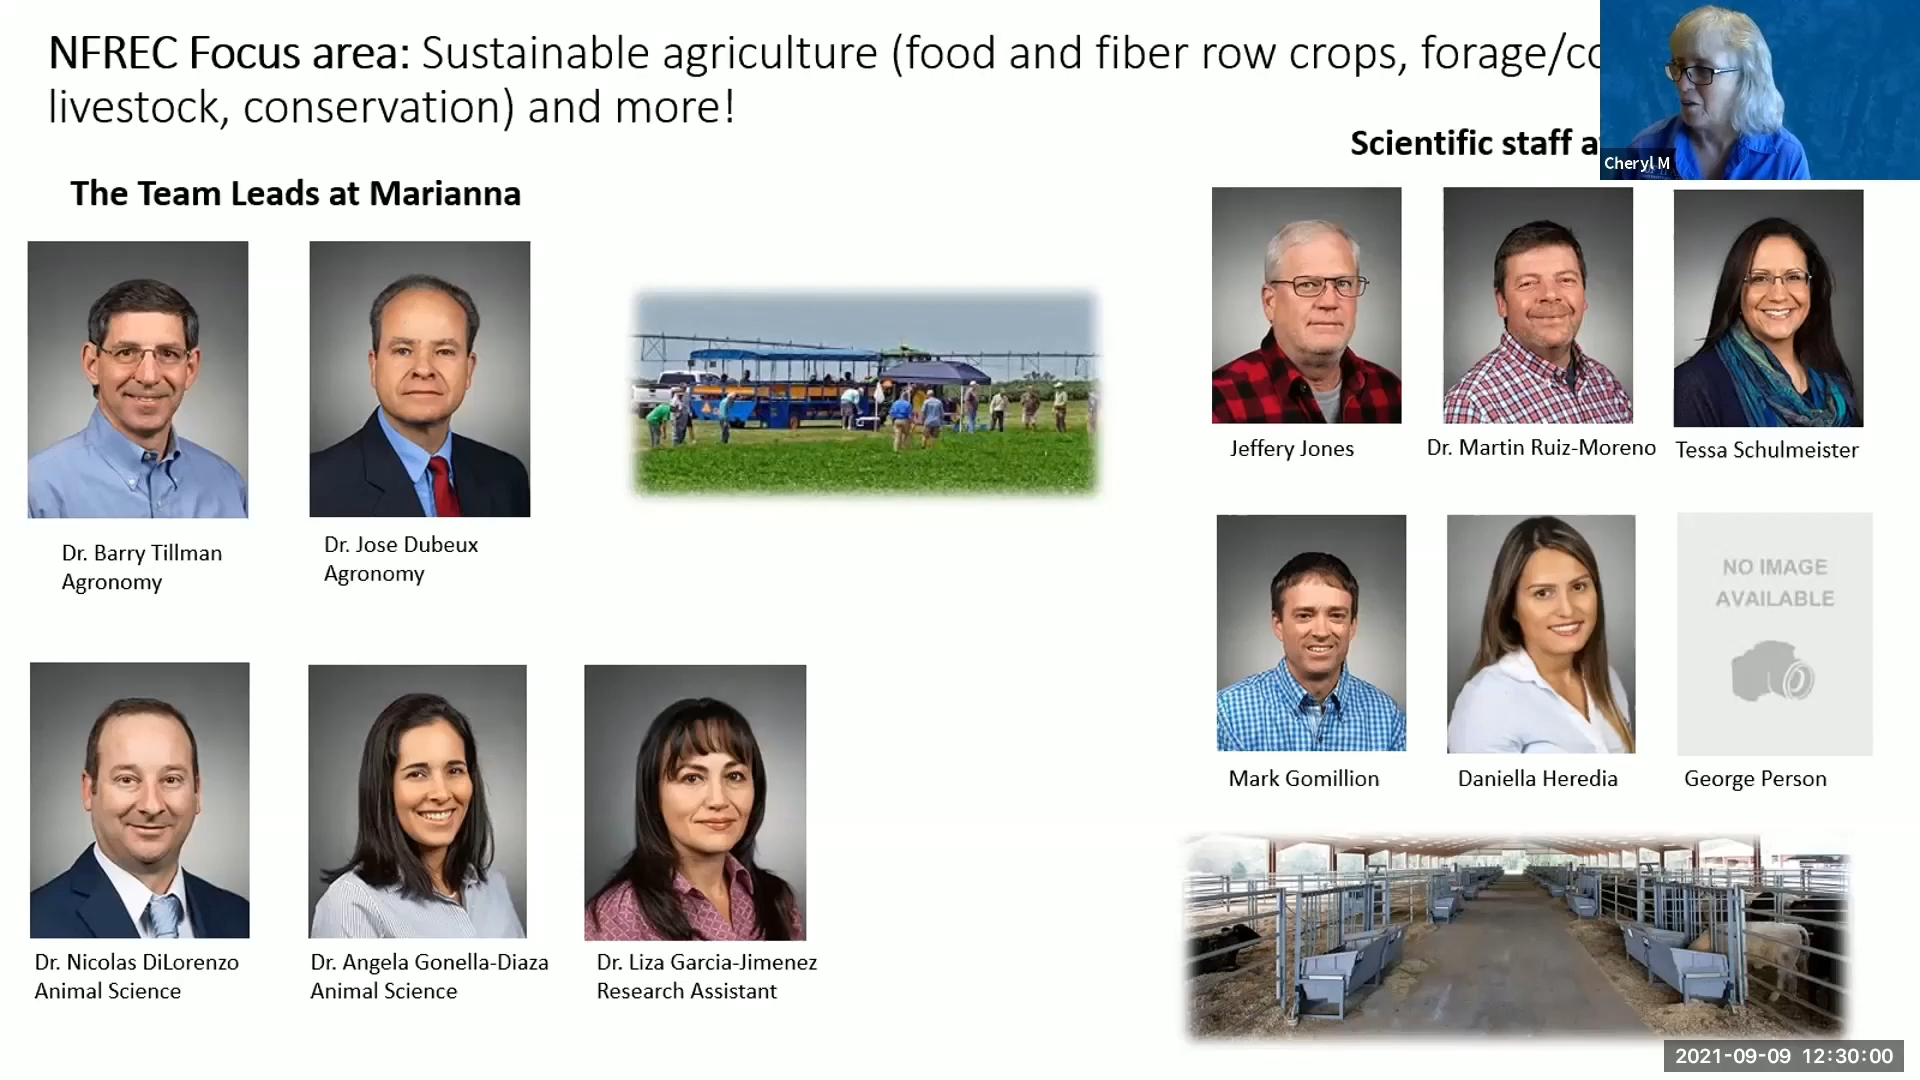 NFREC Focus area: Sustainable agriculture (food and fiber row crops, forage/co
livestock, conservation) and more!
Cheryl M
Scientific staff a
The Team Leads at Marianna
Jeffery Jones
Dr. Martin Ruiz-Moreno
Tessa Schulmeister
Dr. Barry Tillman
Agronomy
Dr. Jose Dubeux
Agronomy
NO IMAGE
AVAILABLE
Mark Gomillion
Daniella Heredia
George Person
Dr. Nicolas DiLorenzo
Animal Science
Dr. Angela Gonella-Diaza
Animal Science
Dr. Liza Garcia-Jimenez
Research Assistant
2021-09-09 12:30:00